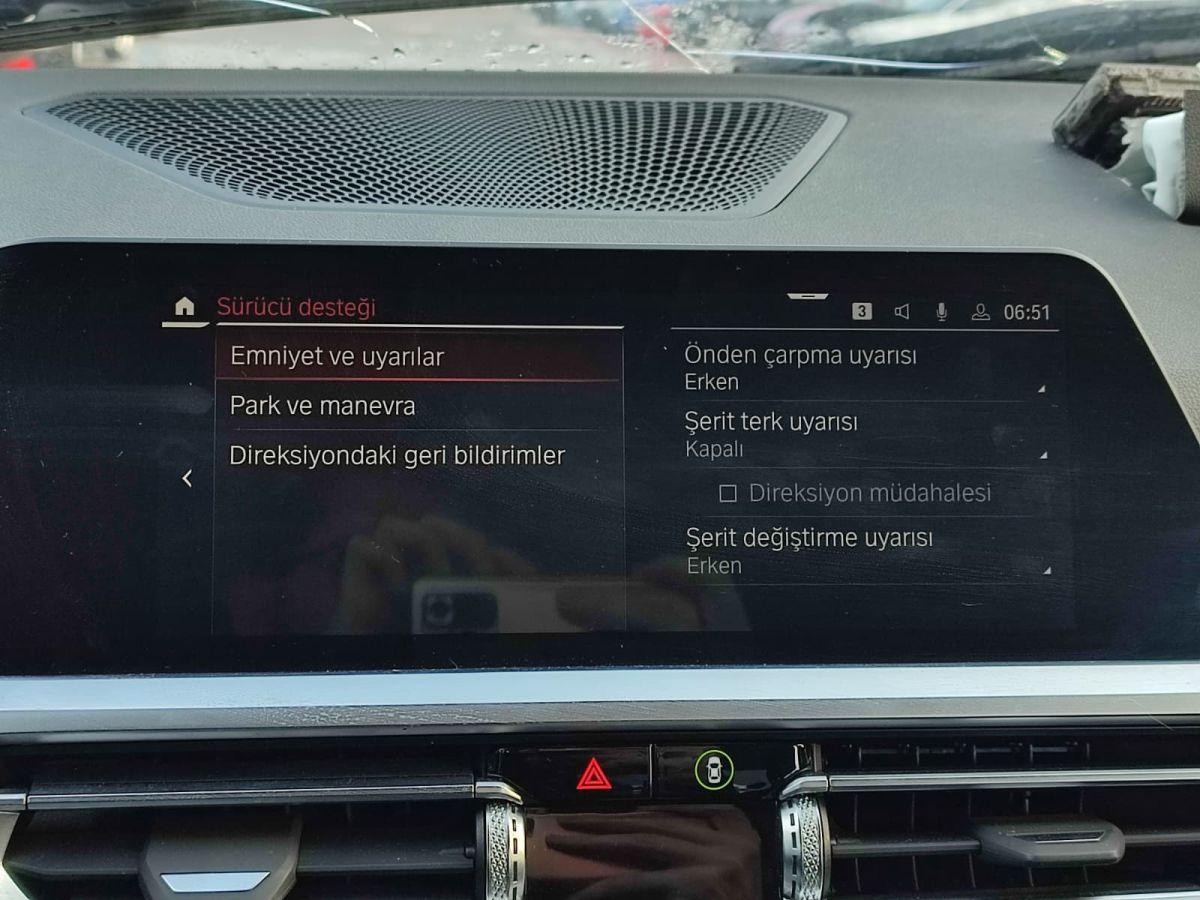 Sürücü desteği
3 06:51
Emniyet ve uyarılar
Park ve manevra
Direksiyondaki geri bildirimler
Önden çarpma uyarısı
Erken
Şerit terk uyarısı
Kapalı
Direksiyon müdahalesi
Şerit değiştirme uyarısı
Erken